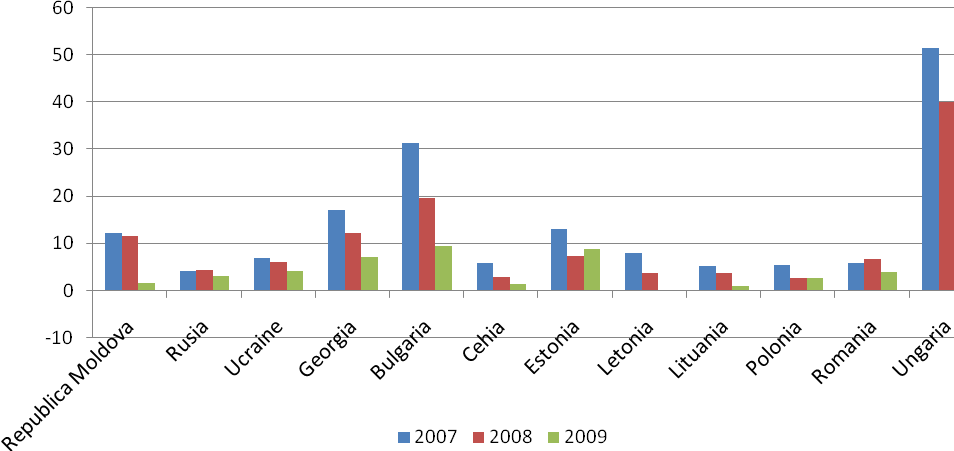 60
50
40
30
20
10
0
-10
Republica Moldova
Rusia
Ucraine
Georgia
Bulgaria
Cehia
Estonia
Letonia
Lituania
Polonia
Romania
Ungaria
2007 2008 2009